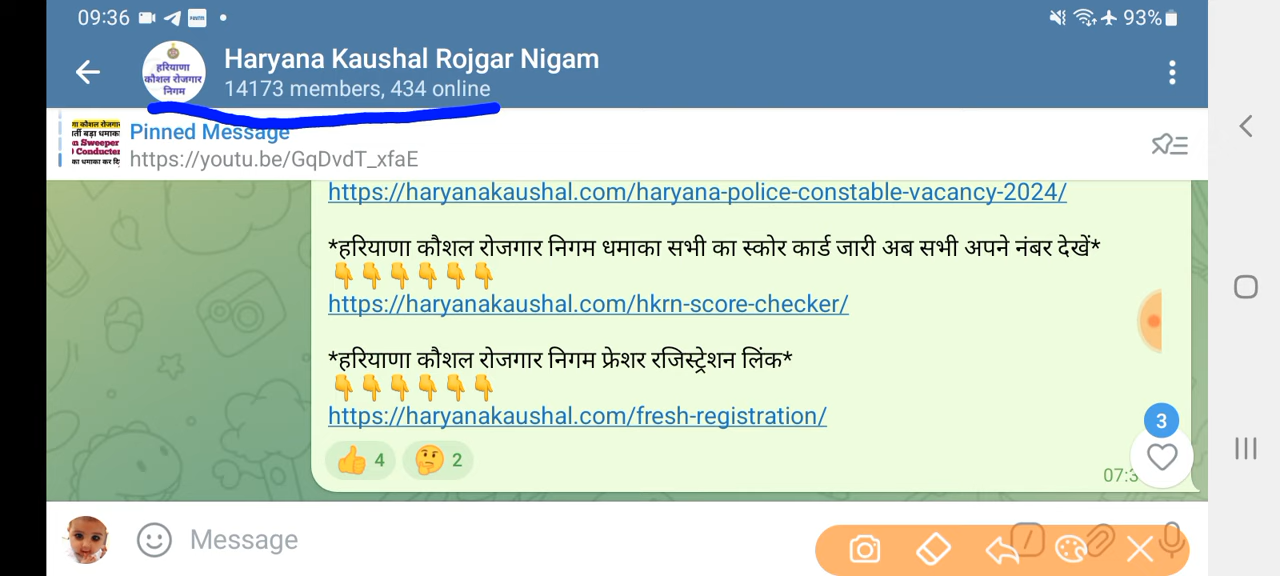 09:36
93%
हरियाणा
कौशल रोजगार
निगम
Haryana Kaushal Rojgar Nigam
14173 members, 434 online
Pinned Message
https://youtu.be/GqDvdT_xfaE
https://haryanakaushal.com/haryana-police-constable-vacancy-2024/
*हरियाणा कौशल रोजगार निगम धमाका सभी का स्कोर कार्ड जारी अब सभी अपने नंबर देखें*
👇👇👇👇👇👇
https://haryanakaushal.com/hkrn-score-checker/
*हरियाणा कौशल रोजगार निगम फ्रेशर रजिस्ट्रेशन लिंक*
👇👇👇👇👇👇
https://haryanakaushal.com/fresh-registration/
👍 4 🤔 2
3
Message